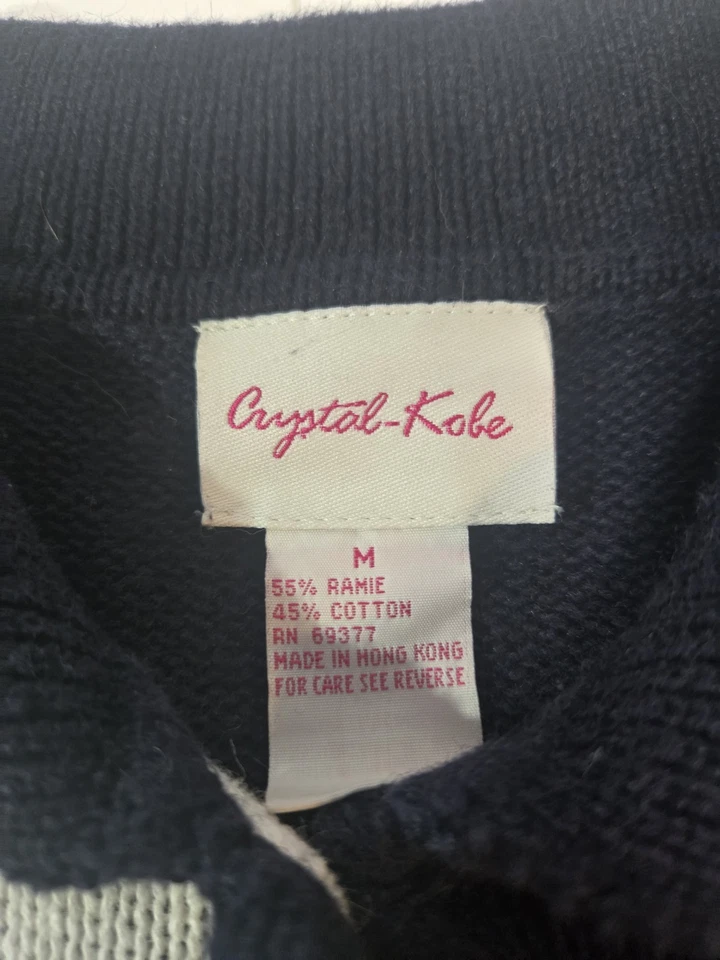 Crystal-Kobe
M
55% RAMIE
45% COTTON
RN 69377
MADE IN HONG KONG
FOR CARE SEE REVERSE